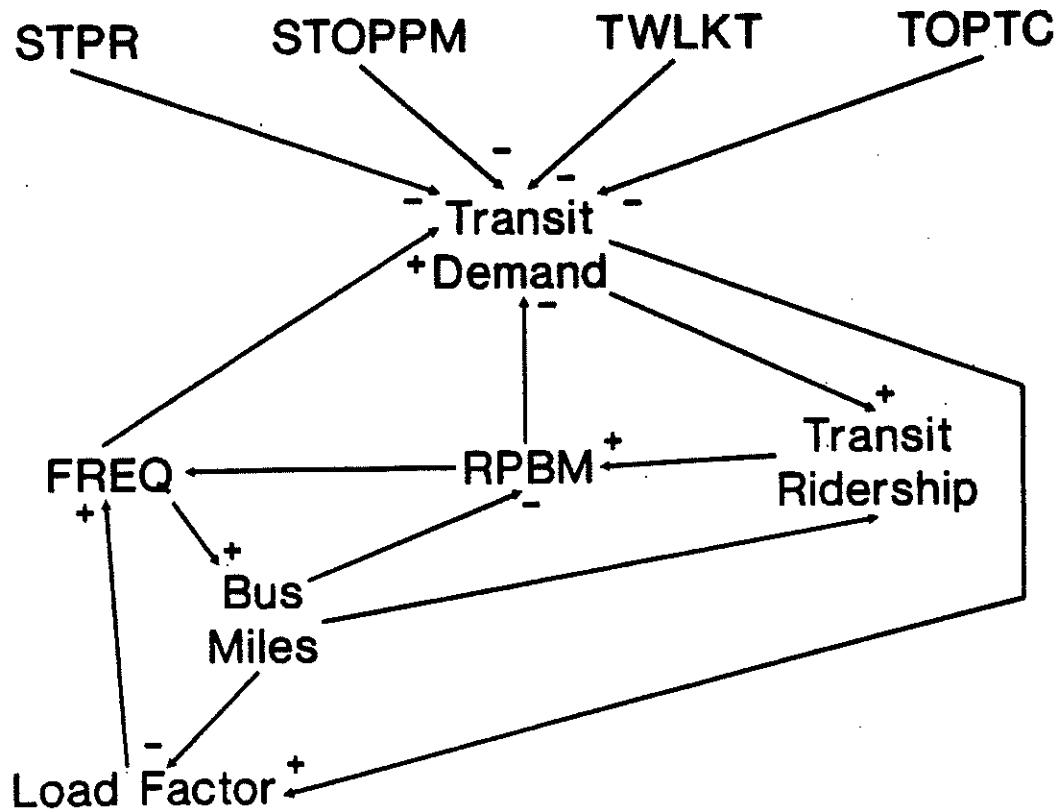 STPR
STOPPM
TWLKT
TOPTC
-
-
-
-
Transit
+ Demand
-
+
Transit
Ridership
FREQ
+
RPBM +
-
+
Bus
Miles
-
Load Factor +